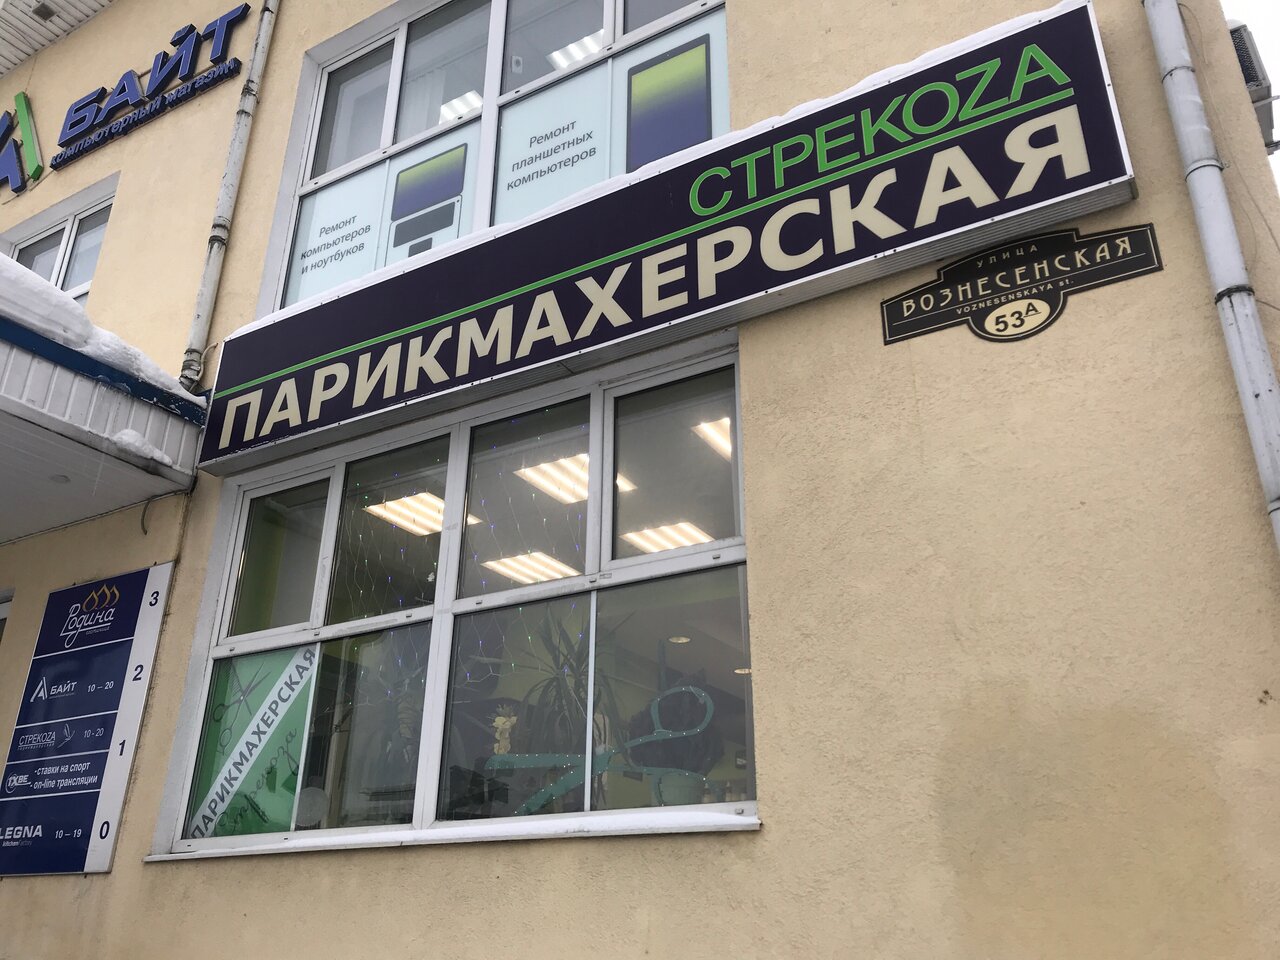 БАЙТ
компьютерный магазин
Ремонт
компьютеров
и ноутбуков
Ремонт
планшетных
компьютеров
СТРЕКОZА
ПАРИКМАХЕРСКАЯ
УЛИЦА
ВОЗНЕСЕНСКАЯ
VOZNESENSKAYA st.
53А
Родина
3
БАЙТ 10 – 20
2
СТРЕКОZА 10 - 20
1
1XBE
- ставки на спорт
- on-line трансляции
LEGNA 10 – 19
0
ПАРИКМАХЕРСКАЯ
Стрекоза